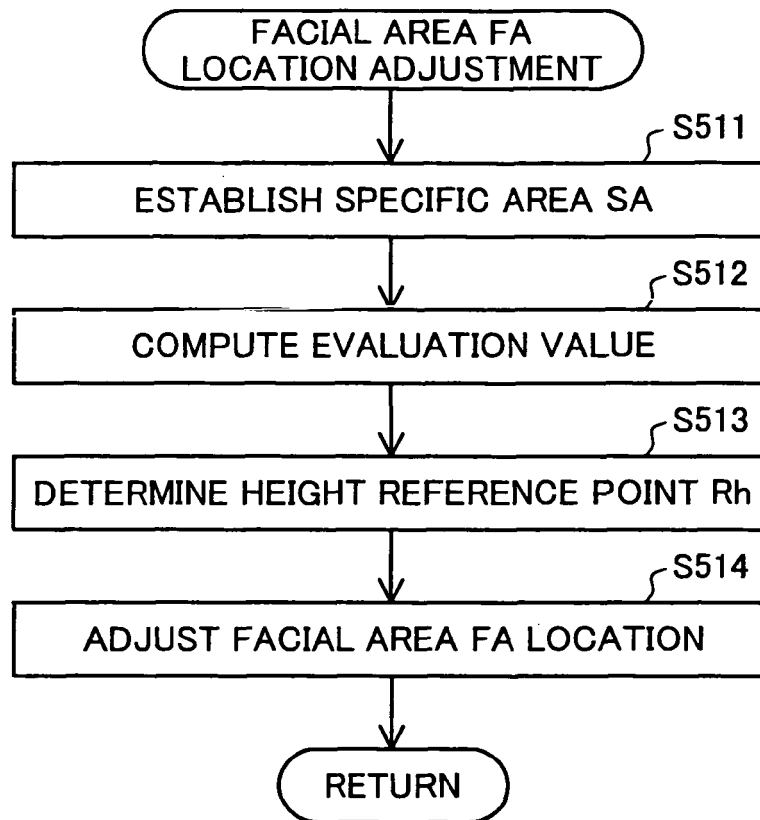 FACIAL AREA FA
LOCATION ADJUSTMENT
S511
ESTABLISH SPECIFIC AREA SA
S512
COMPUTE EVALUATION VALUE
S513
DETERMINE HEIGHT REFERENCE POINT Rh
S514
ADJUST FACIAL AREA FA LOCATION
RETURN